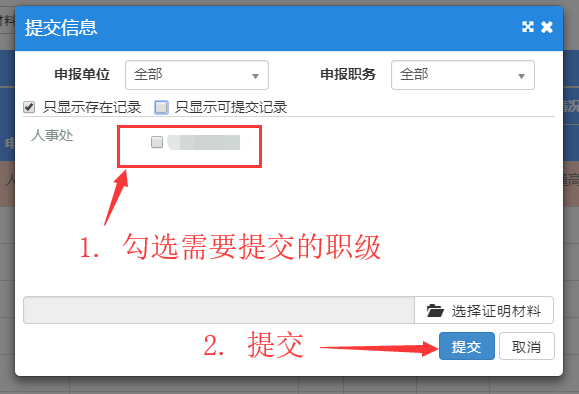 提交信息
申报单位 全部 申报职务 全部
只显示存在记录 只显示可提交记录
人事处
1. 勾选需要提交的职级
选择证明材料
2. 提交 提交 取消